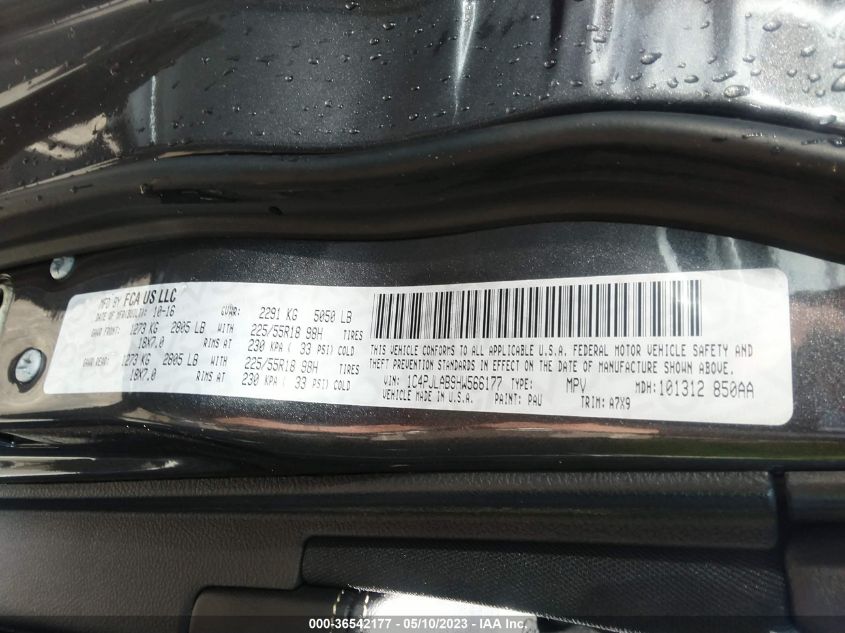 MFD BY FCA US LLC
DATE OF MFR/BUILD: 10-16 GVWR: 2291 KG 5050 LB
GAWR FRONT: 1273 KG 2805 LB WITH 225/55R18 98H TIRES
18X7.0 RIMS AT 230 KPA ( 33 PSI) COLD
GAWR REAR: 1273 KG 2805 LB WITH 225/55R18 98H TIRES
18X7.0 RIMS AT 230 KPA ( 33 PSI) COLD
THIS VEHICLE CONFORMS TO ALL APPLICABLE U.S.A. FEDERAL MOTOR VEHICLE SAFETY AND
THEFT PREVENTION STANDARDS IN EFFECT ON THE DATE OF MANUFACTURE SHOWN ABOVE.
VIN: 1C4PJLAB9HW566177 TYPE: MPV MDH: 101312 850AA
VEHICLE MADE IN U.S.A. PAINT: PAU TRIM: A7X9
000-36542177 - 05/10/2023 - IAA Inc.